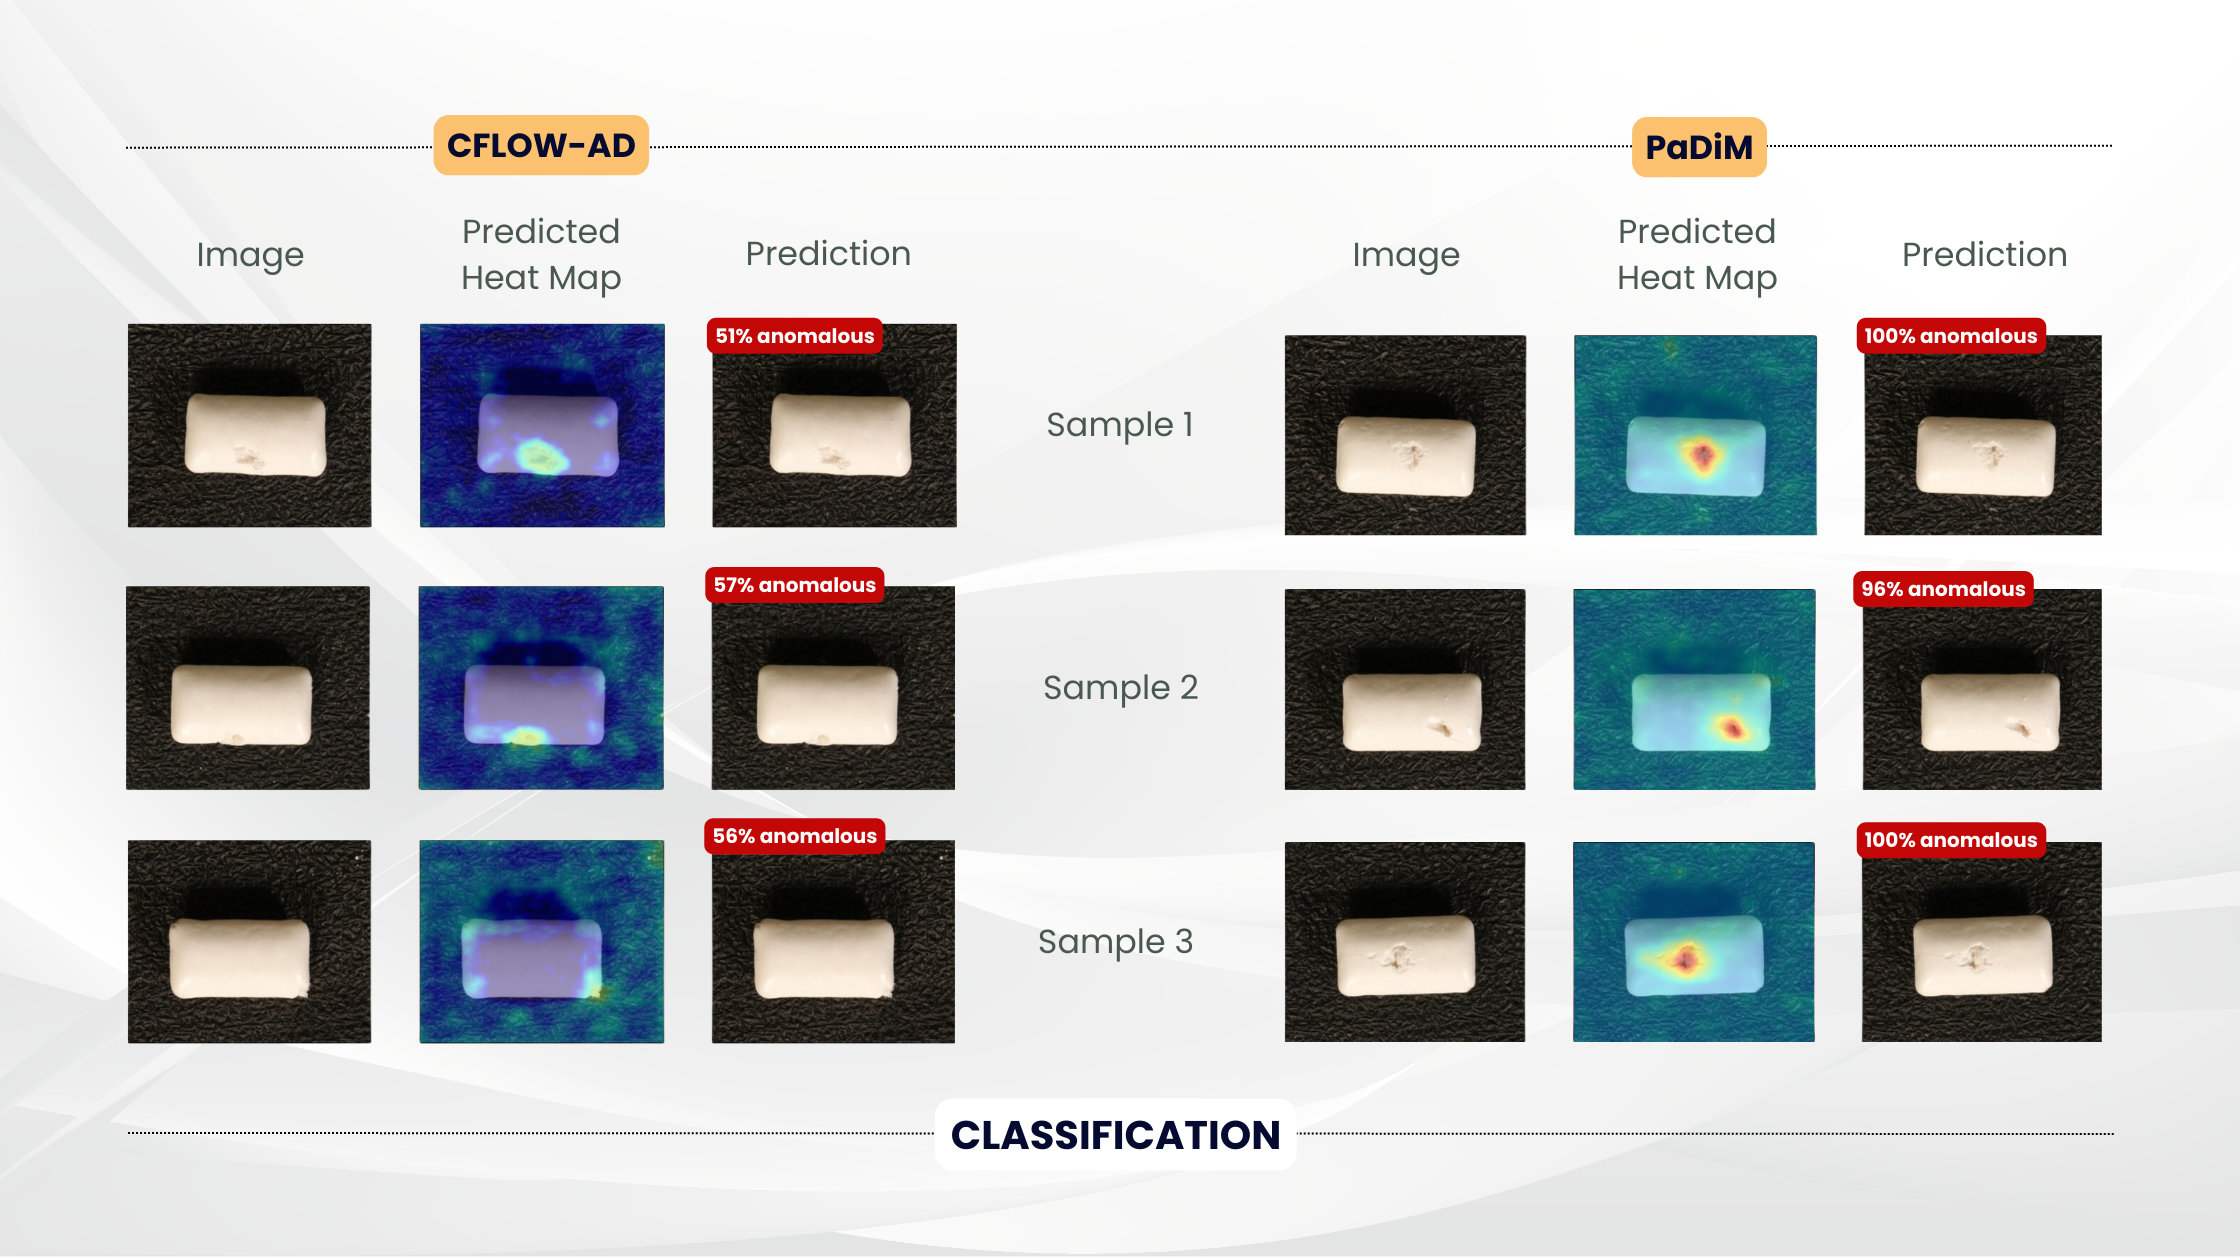 CFLOW-AD
PaDiM
Image
Predicted
Heat Map
Prediction
Image
Predicted
Heat Map
Prediction
51% anomalous
Sample 1
100% anomalous
57% anomalous
Sample 2
96% anomalous
56% anomalous
Sample 3
100% anomalous
CLASSIFICATION